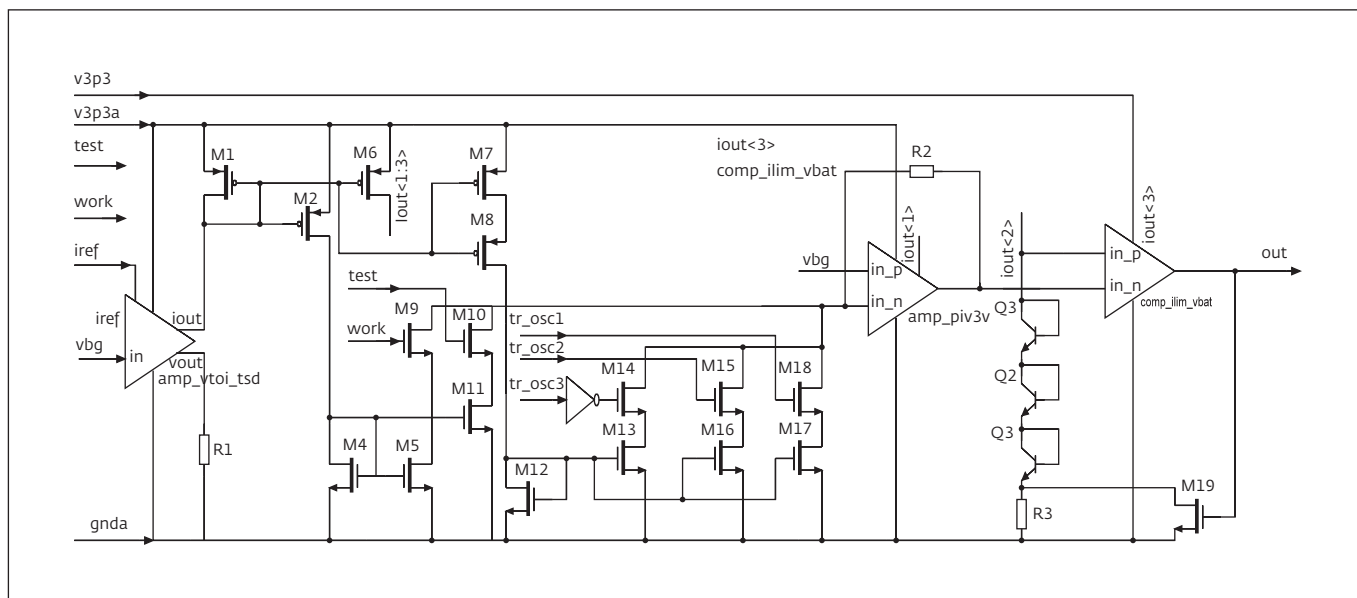 v3p3
v3p3a
test
work
iref
iref
vbg
in
iout
vout
amp_vtoi_tsd
R1
gnda
M1
M2
M6
Iout<1:3>
M7
M8
test
work
M9
M10
M11
M4
M5
M12
tr_osc1
tr_osc2
tr_osc3
M14
M15
M18
M13
M16
M17
iout<3>
comp_ilim_vbat
R2
vbg
in_p
in_n
iout<1>
amp_piv3v
iout<2>
Q3
Q2
Q3
R3
in_p
in_n
iout<3>
comp_ilim_vbat
out
M19